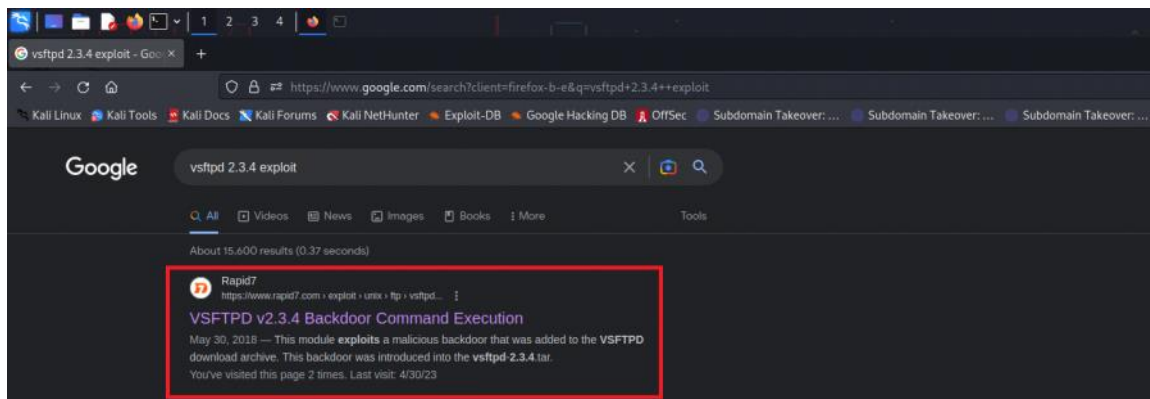 1 2 3 4
vsftpd 2.3.4 exploit - Goo
https://www.google.com/search?client=firefox-b-e&q=vsftpd+2.3.4++exploit
Kali Linux Kali Tools Kali Docs Kali Forums Kali NetHunter Exploit-DB Google Hacking DB OffSec Subdomain Takeover: ... Subdomain Takeover: ... Subdomain Takeover: ...
Google vsftpd 2.3.4 exploit
All Videos News Images Books More Tools
About 15,600 results (0.37 seconds)
Rapid7
https://www.rapid7.com › exploit › unix › ftp › vsftpd...
VSFTPD v2.3.4 Backdoor Command Execution
May 30, 2018 — This module exploits a malicious backdoor that was added to the VSFTPD
download archive. This backdoor was introduced into the vsftpd-2.3.4.tar.
You've visited this page 2 times. Last visit: 4/30/23